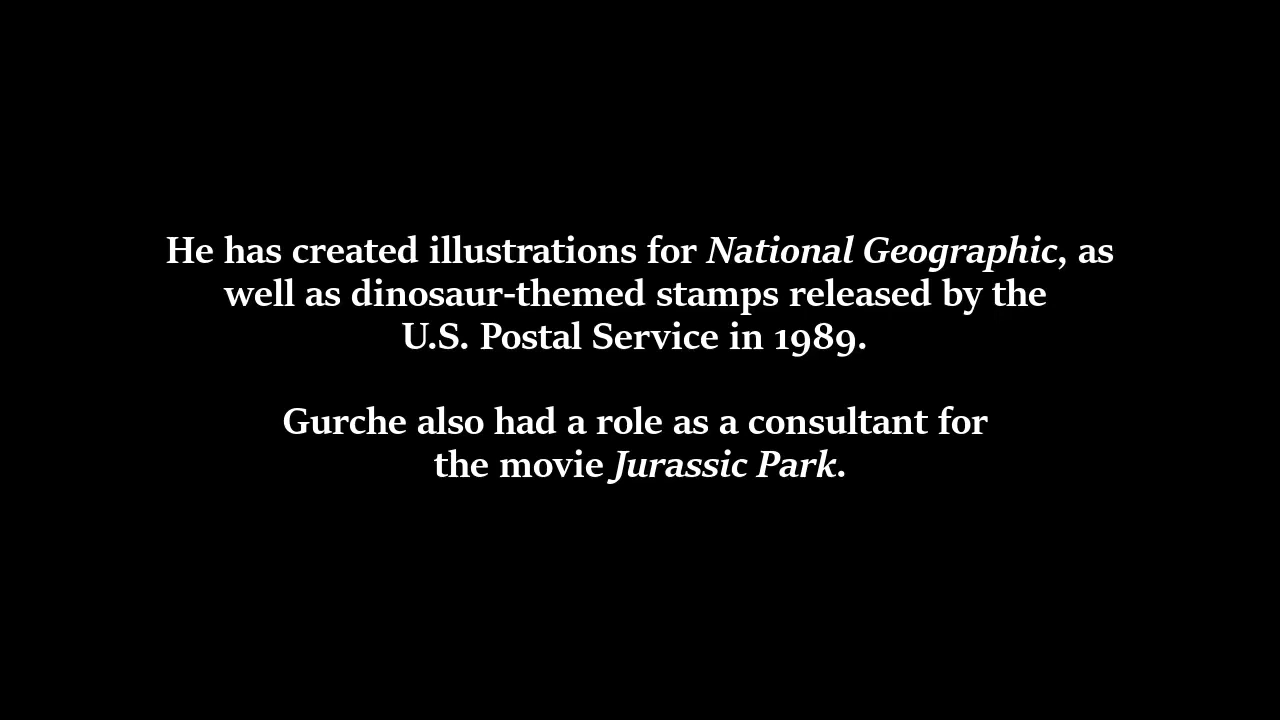 He has created illustrations for National Geographic, as
well as dinosaur-themed stamps released by the
U.S. Postal Service in 1989.
Gurche also had a role as a consultant for
the movie Jurassic Park.